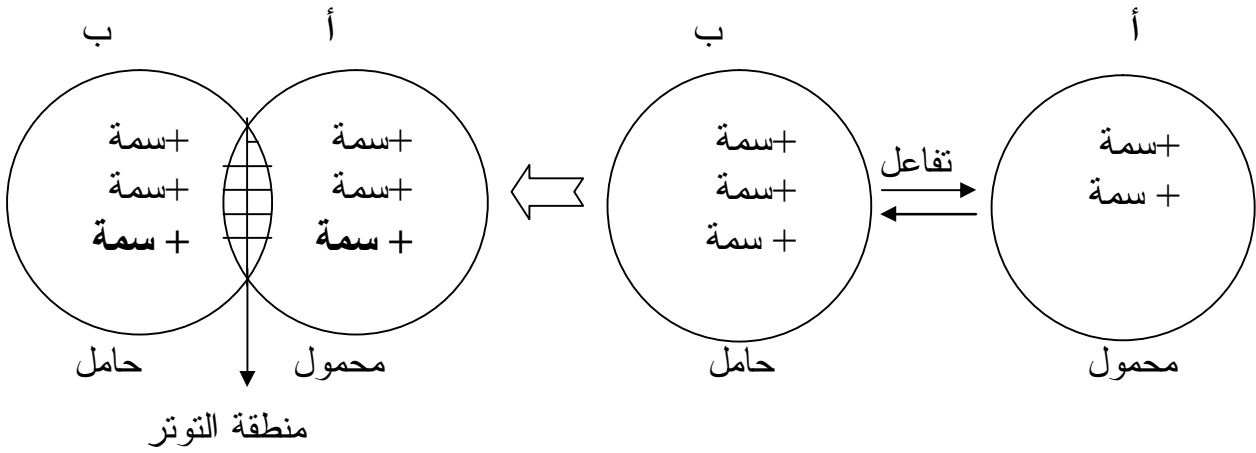 أ
ب
أ
ب
+سمة
+ سمة
تفاعل
+سمة
+سمة
+ سمة
+سمة
+سمة
+ سمة
+سمة
+سمة
+ سمة
محمول
حامل
محمول
حامل
منطقة التوتر